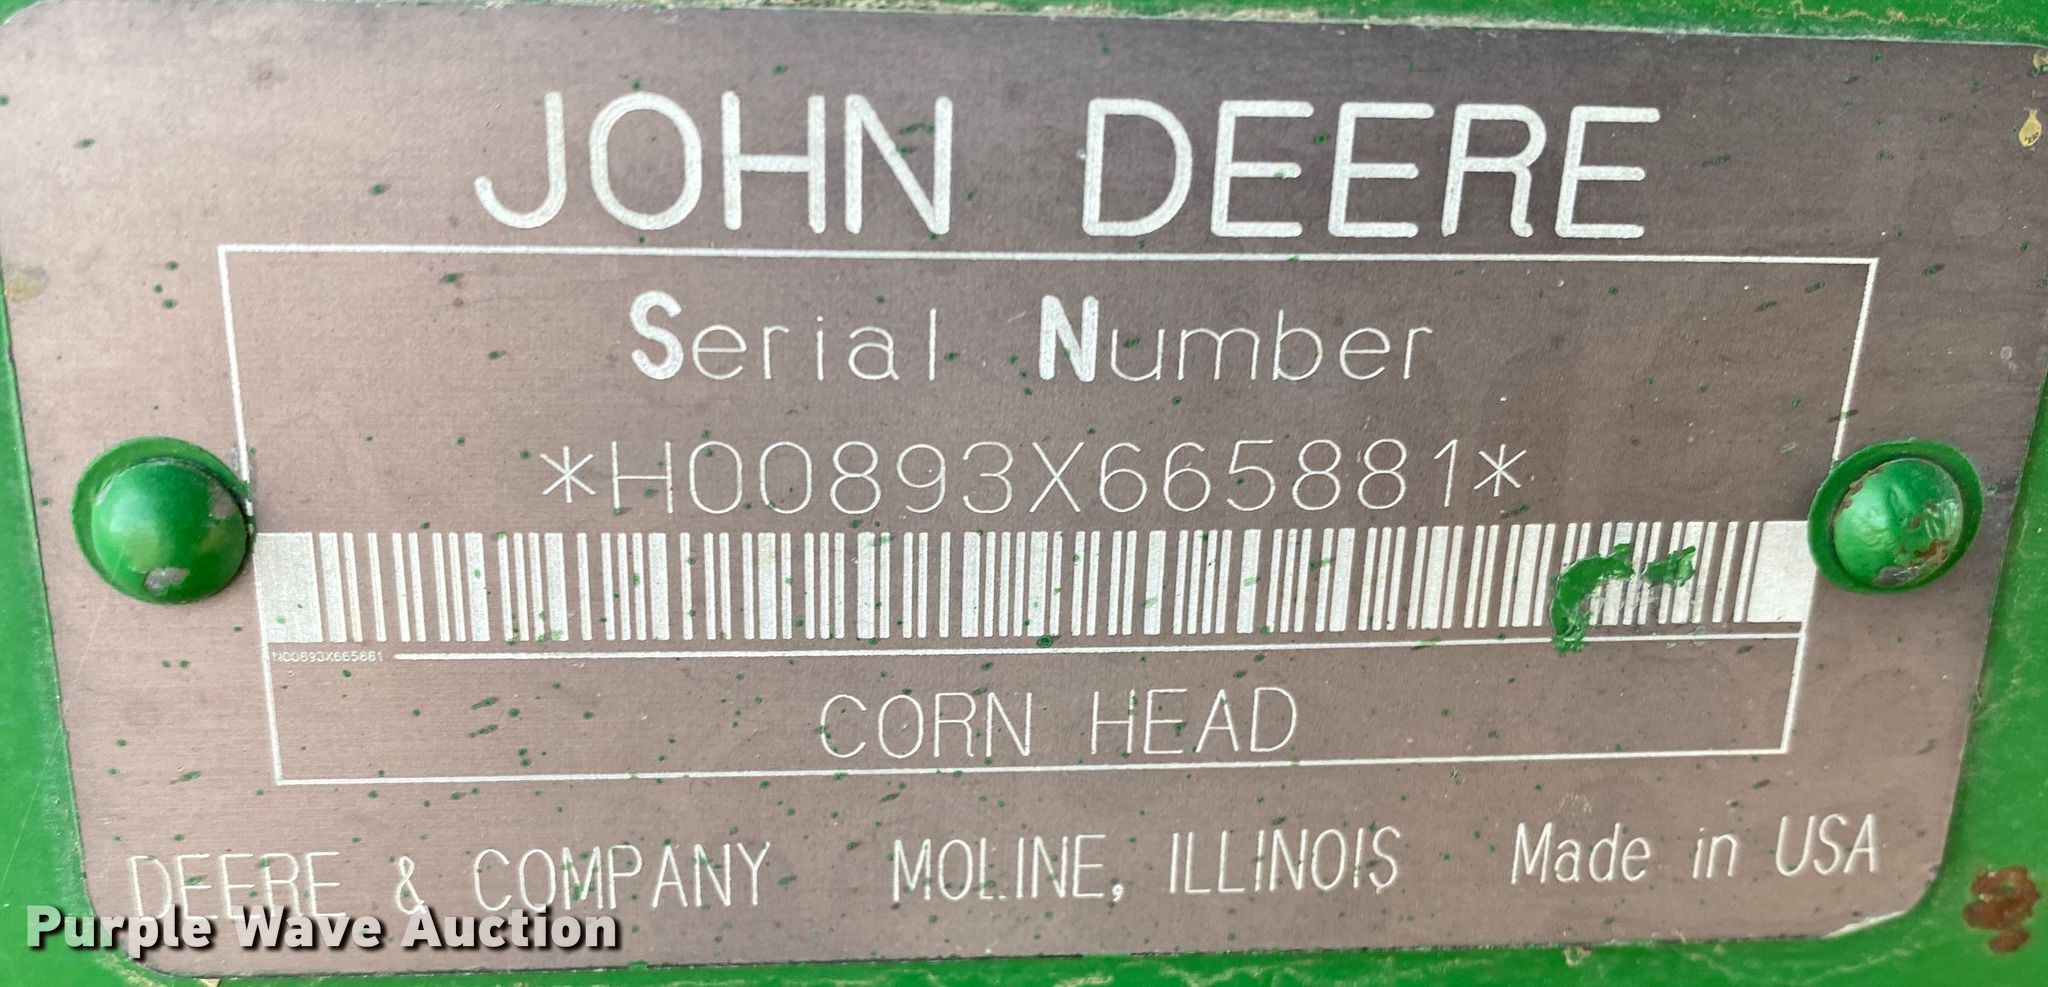 JOHN DEERE
Serial Number
*H00893X665881*
H00893X665881
CORN HEAD
DEERE & COMPANY MOLINE, ILLINOIS Made in USA
Purple Wave Auction